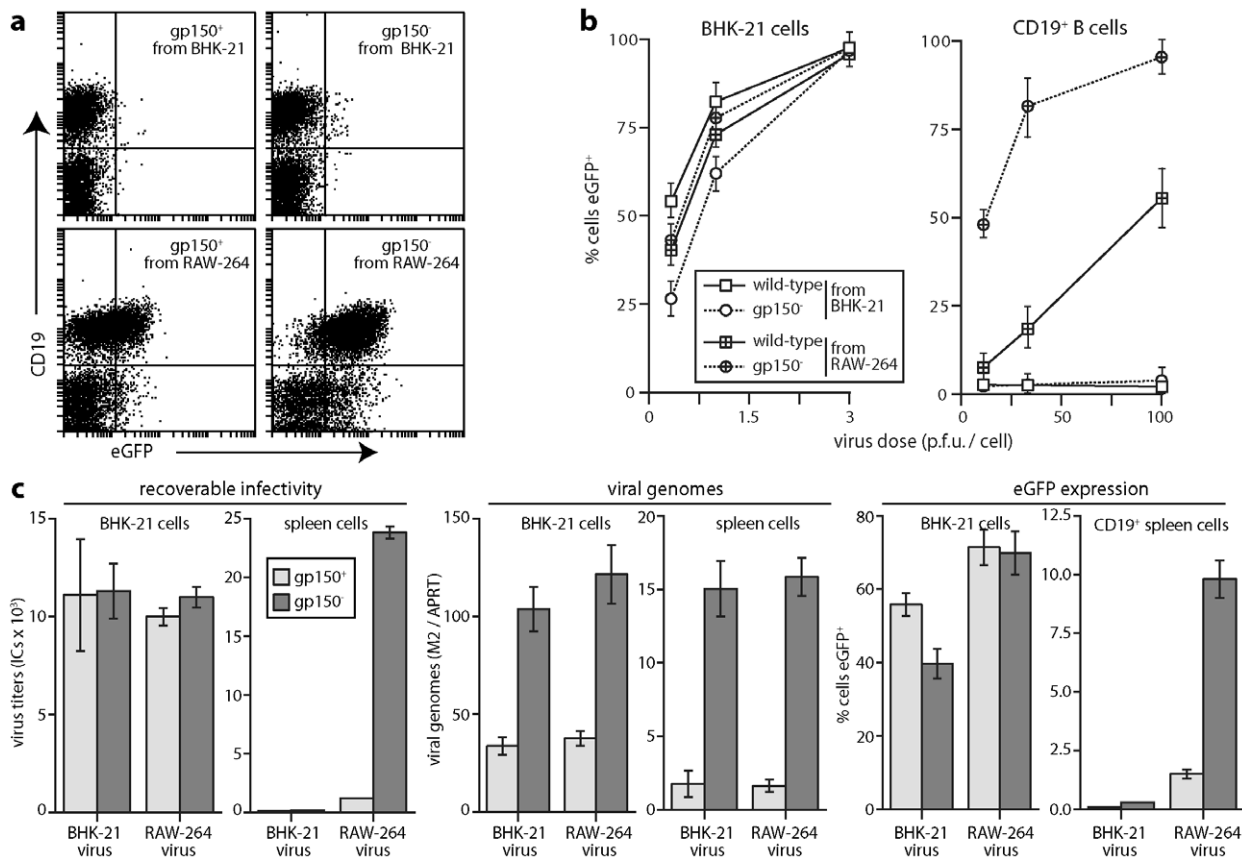 a
gp150+
from BHK-21
gp150-
from BHK-21
gp150+
from RAW-264
gp150-
from RAW-264
CD19
eGFP
b
BHK-21 cells
CD19+ B cells
% cells eGFP+
100
75
50
25
0
100
75
50
25
0
wild-type
gp150-
from
BHK-21
wild-type
gp150-
from
RAW-264
0 1.5 3
0 50 100
virus dose (p.f.u. / cell)
c
recoverable infectivity
viral genomes
eGFP expression
BHK-21 cells
spleen cells
BHK-21 cells
spleen cells
BHK-21 cells
CD19+ spleen cells
virus titers (ICs x 10³)
15
10
5
0
25
20
15
10
5
0
gp150+
gp150-
viral genomes (M2 / APRT)
150
100
50
0
20
15
10
5
0
% cells eGFP+
80
60
40
20
0
12.5
10.0
7.5
5.0
2.5
0
BHK-21 RAW-264 BHK-21 RAW-264 BHK-21 RAW-264 BHK-21 RAW-264 BHK-21 RAW-264 BHK-21 RAW-264
virus virus virus virus virus virus virus virus virus virus virus virus